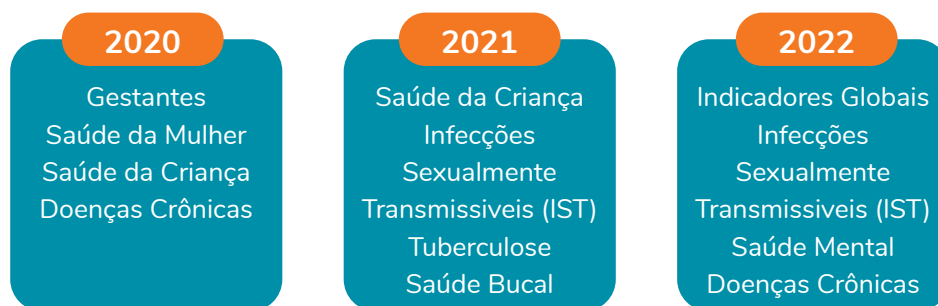 2020
Gestantes
Saúde da Mulher
Saúde da Criança
Doenças Crônicas
2021
Saúde da Criança
Infecções
Sexualmente
Transmissiveis (IST)
Tuberculose
Saúde Bucal
2022
Indicadores Globais
Infecções
Sexualmente
Transmissiveis (IST)
Saúde Mental
Doenças Crônicas